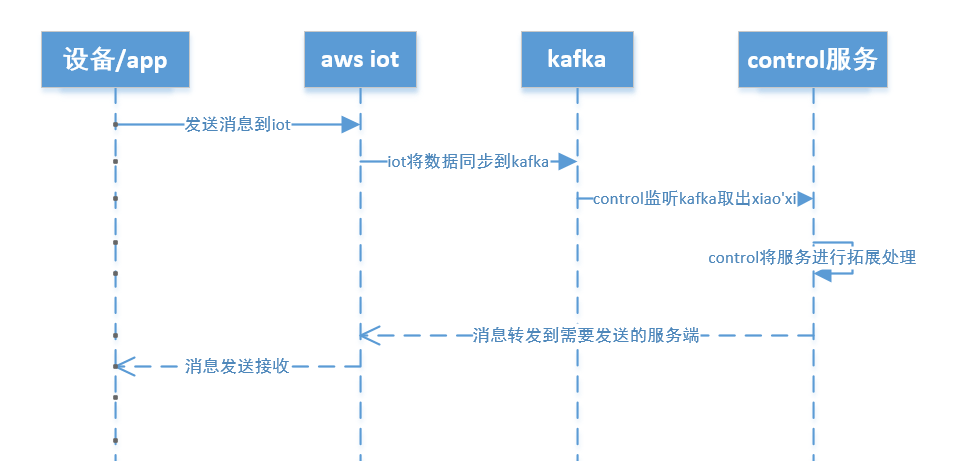 设备/app
aws iot
kafka
control服务
发送消息到iot
iot将数据同步到kafka
control监听kafka取出xiao'xi
control将服务进行拓展处理
消息转发到需要发送的服务端
消息发送接收